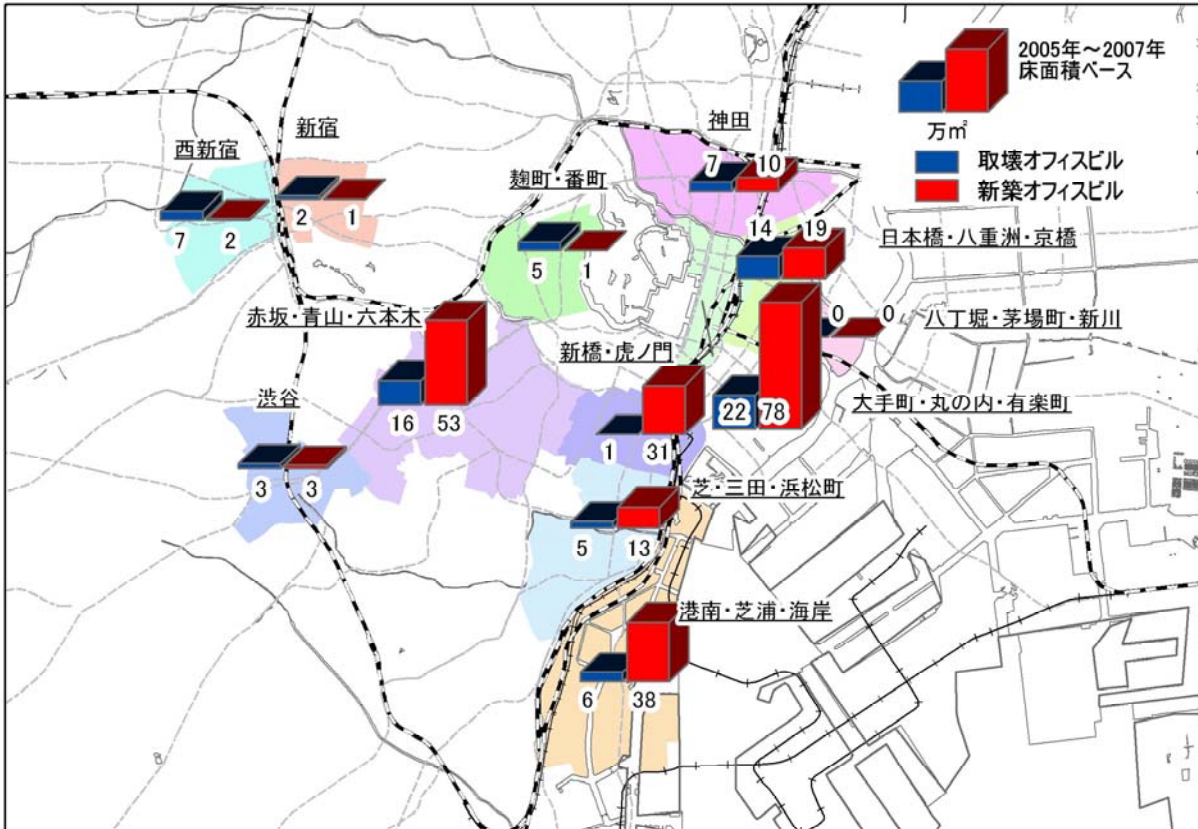 2005年～2007年
床面積ベース
万㎡
取壊オフィスビル
新築オフィスビル
神田
7 10
新宿
2 1
西新宿
7 2
麹町・番町
5 1
14 19
日本橋・八重洲・京橋
0 0
八丁堀・茅場町・新川
赤坂・青山・六本木
16 53
新橋・虎ノ門
1 31
22 78
大手町・丸の内・有楽町
渋谷
3 3
芝・三田・浜松町
5 13
港南・芝浦・海岸
6 38